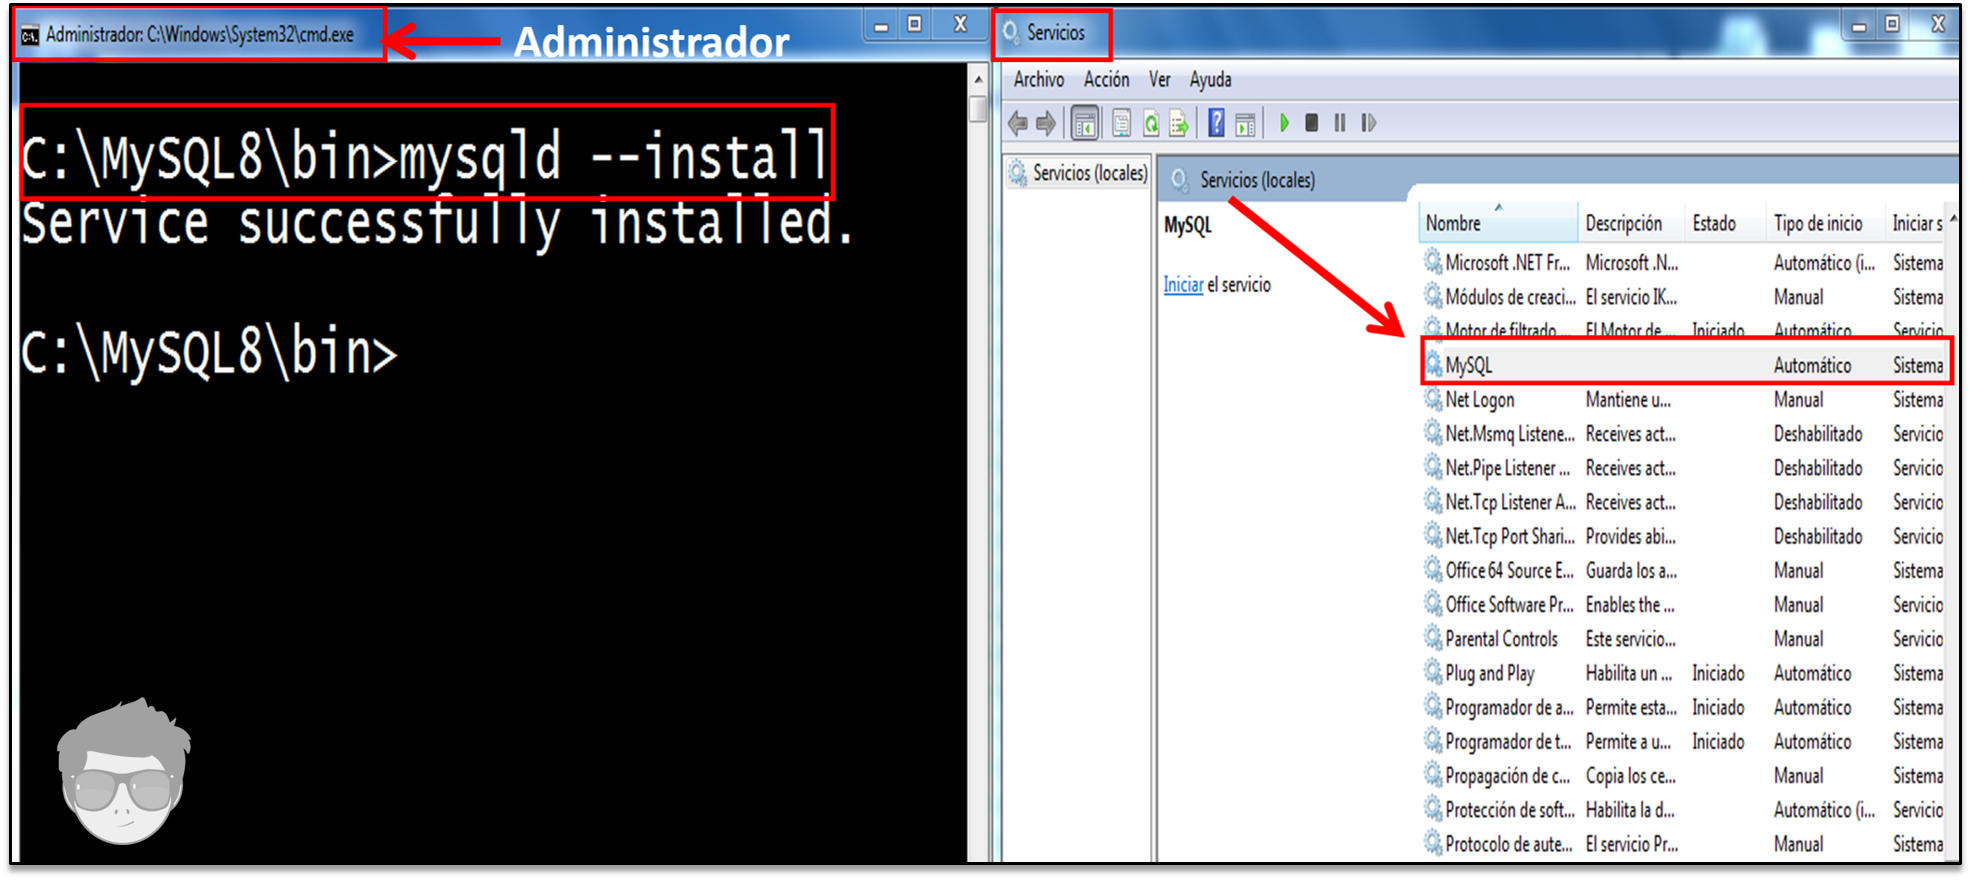 Administrador: C:\Windows\System32\cmd.exe
Administrador
C:\MySQL8\bin>mysqld --install
Service successfully installed.
C:\MySQL8\bin>
Servicios
Archivo Acción Ver Ayuda
Servicios (locales)
Servicios (locales)
MySQL
Iniciar el servicio
Nombre Descripción Estado Tipo de inicio Iniciar s
Microsoft .NET Fr... Microsoft .N... Automático (i... Sistema
Módulos de creaci... El servicio IK... Manual Sistema
Motor de filtrado ... El Motor de ... Iniciado Automático Servicio
MySQL Automático Sistema
Net Logon Mantiene u... Manual Sistema
Net.Msmq Listene... Receives act... Deshabilitado Servicio
Net.Pipe Listener ... Receives act... Deshabilitado Servicio
Net.Tcp Listener A... Receives act... Deshabilitado Servicio
Net.Tcp Port Shari... Provides abi... Deshabilitado Servicio
Office 64 Source E... Guarda los a... Manual Sistema
Office Software Pr... Enables the ... Manual Servicio
Parental Controls Este servicio... Manual Servicio
Plug and Play Habilita un ... Iniciado Automático Sistema
Programador de a... Permite esta... Iniciado Automático Sistema
Programador de t... Permite a u... Iniciado Automático Sistema
Propagación de c... Copia los ce... Manual Sistema
Protección de soft... Habilita la d... Automático (i... Servicio
Protocolo de aute... El servicio Pr... Manual Sistema